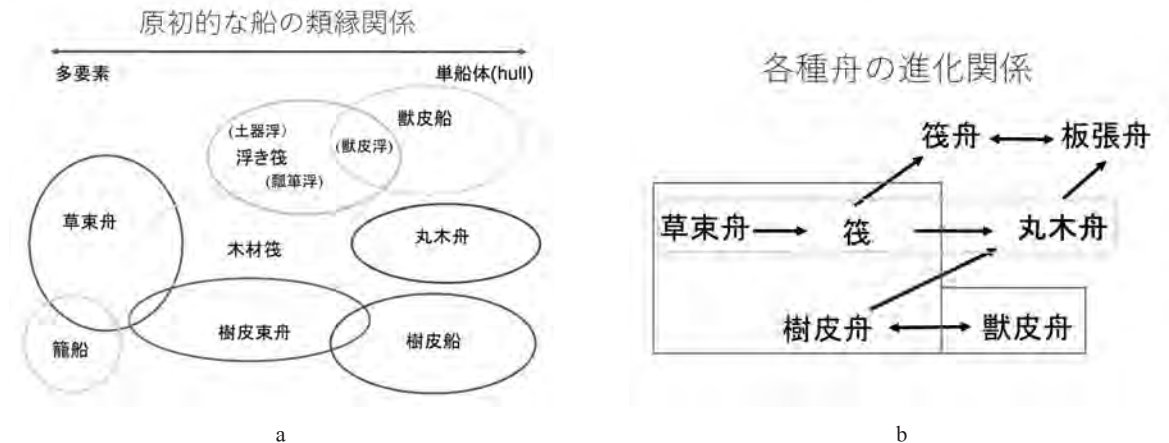 原初的な船の類縁関係
多要素
単船体(hull)
(土器浮)
浮き筏
(瓢箪浮)
(獣皮浮)
獣皮船
草束舟
木材筏
丸木舟
籠船
樹皮束舟
樹皮船
a
各種舟の進化関係
筏舟
板張舟
草束舟
筏
丸木舟
樹皮舟
獣皮舟
b